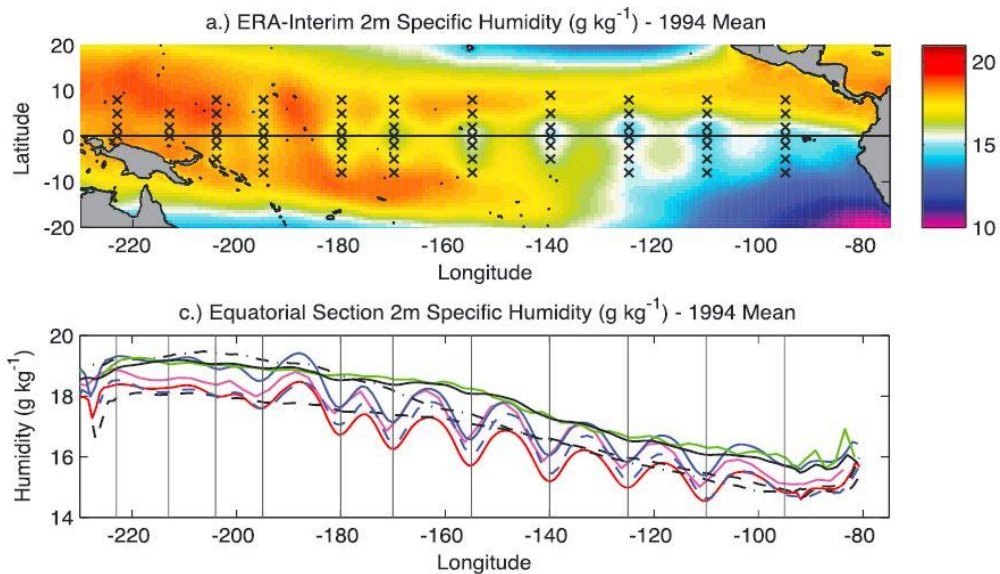 a.) ERA-Interim 2m Specific Humidity (g kg⁻¹) - 1994 Mean
20
10
0
-10
-20
Latitude
-220 -200 -180 -160 -140 -120 -100 -80
Longitude
20
15
10
c.) Equatorial Section 2m Specific Humidity (g kg⁻¹) - 1994 Mean
20
18
16
14
Humidity (g kg⁻¹)
-220 -200 -180 -160 -140 -120 -100 -80
Longitude